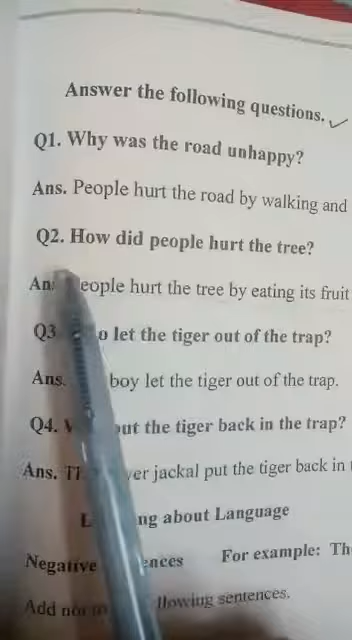 Answer the following questions.
Q1. Why was the road unhappy?
Ans. People hurt the road by walking and
Q2. How did people hurt the tree?
An eople hurt the tree by eating its fruit
Q3 o let the tiger out of the trap?
Ans. boy let the tiger out of the trap.
Q4. ut the tiger back in the trap?
Ans. er jackal put the tiger back in
ng about Language
Negative ences For example: Th
Add llowing sentences.